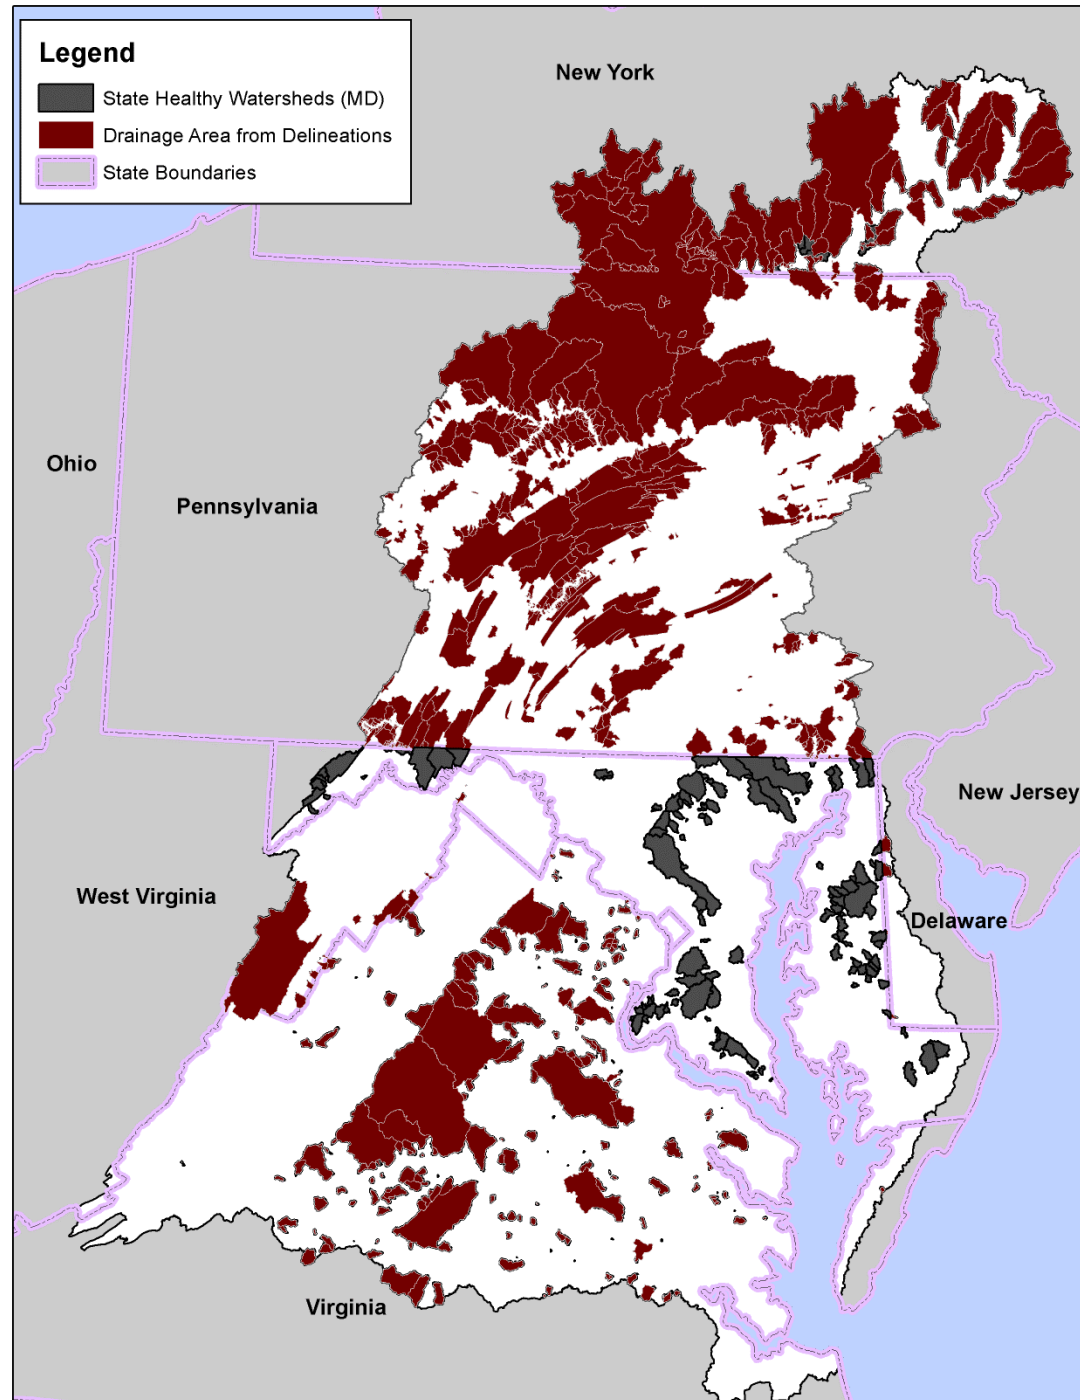 Legend
State Healthy Watersheds (MD)
Drainage Area from Delineations
State Boundaries
New York
Ohio
Pennsylvania
New Jersey
West Virginia
Delaware
Virginia